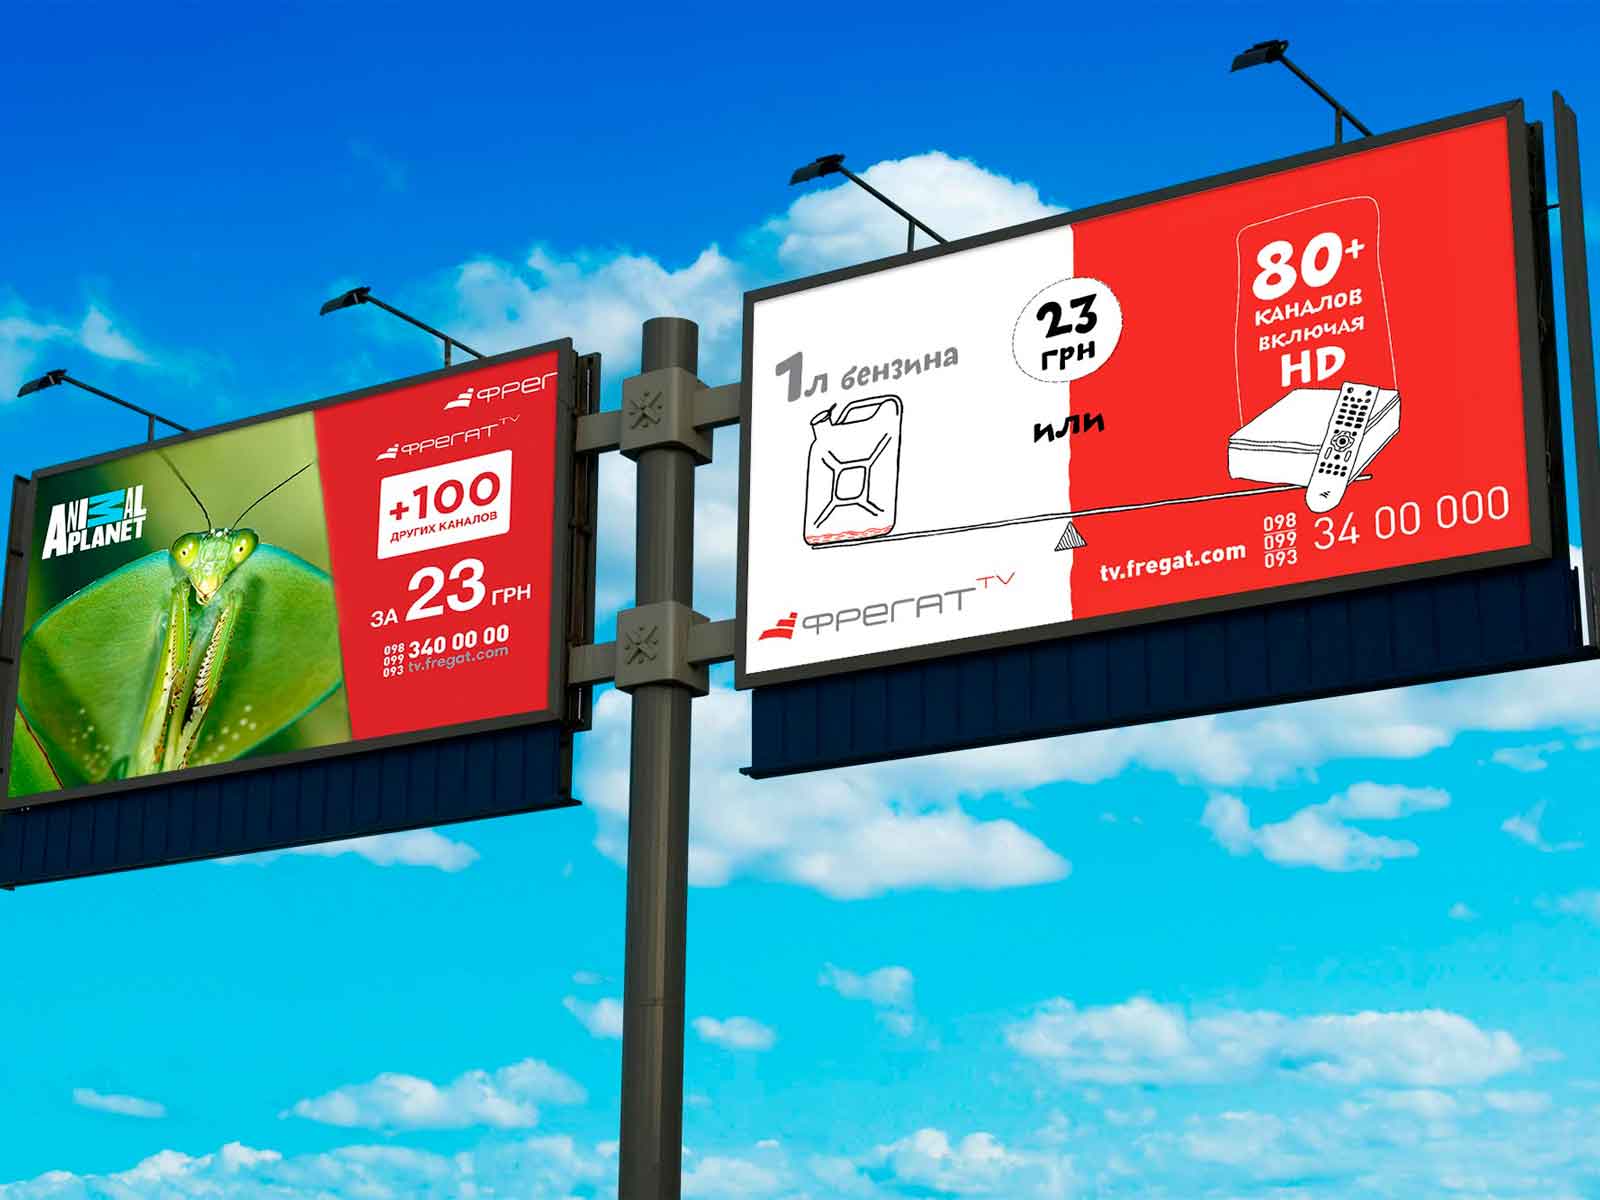 ANIMAL
PLANET
ФРЕГ
ФРЕГАТ TV
+100
ДРУГИХ КАНАЛОВ
ЗА 23 ГРН
098
099
093
340 00 00
tv.fregat.com
1л бензина
23
грн
или
80+
каналов
включая
HD
098
099
093
34 00 000
tv.fregat.com
ФРЕГАТ TV